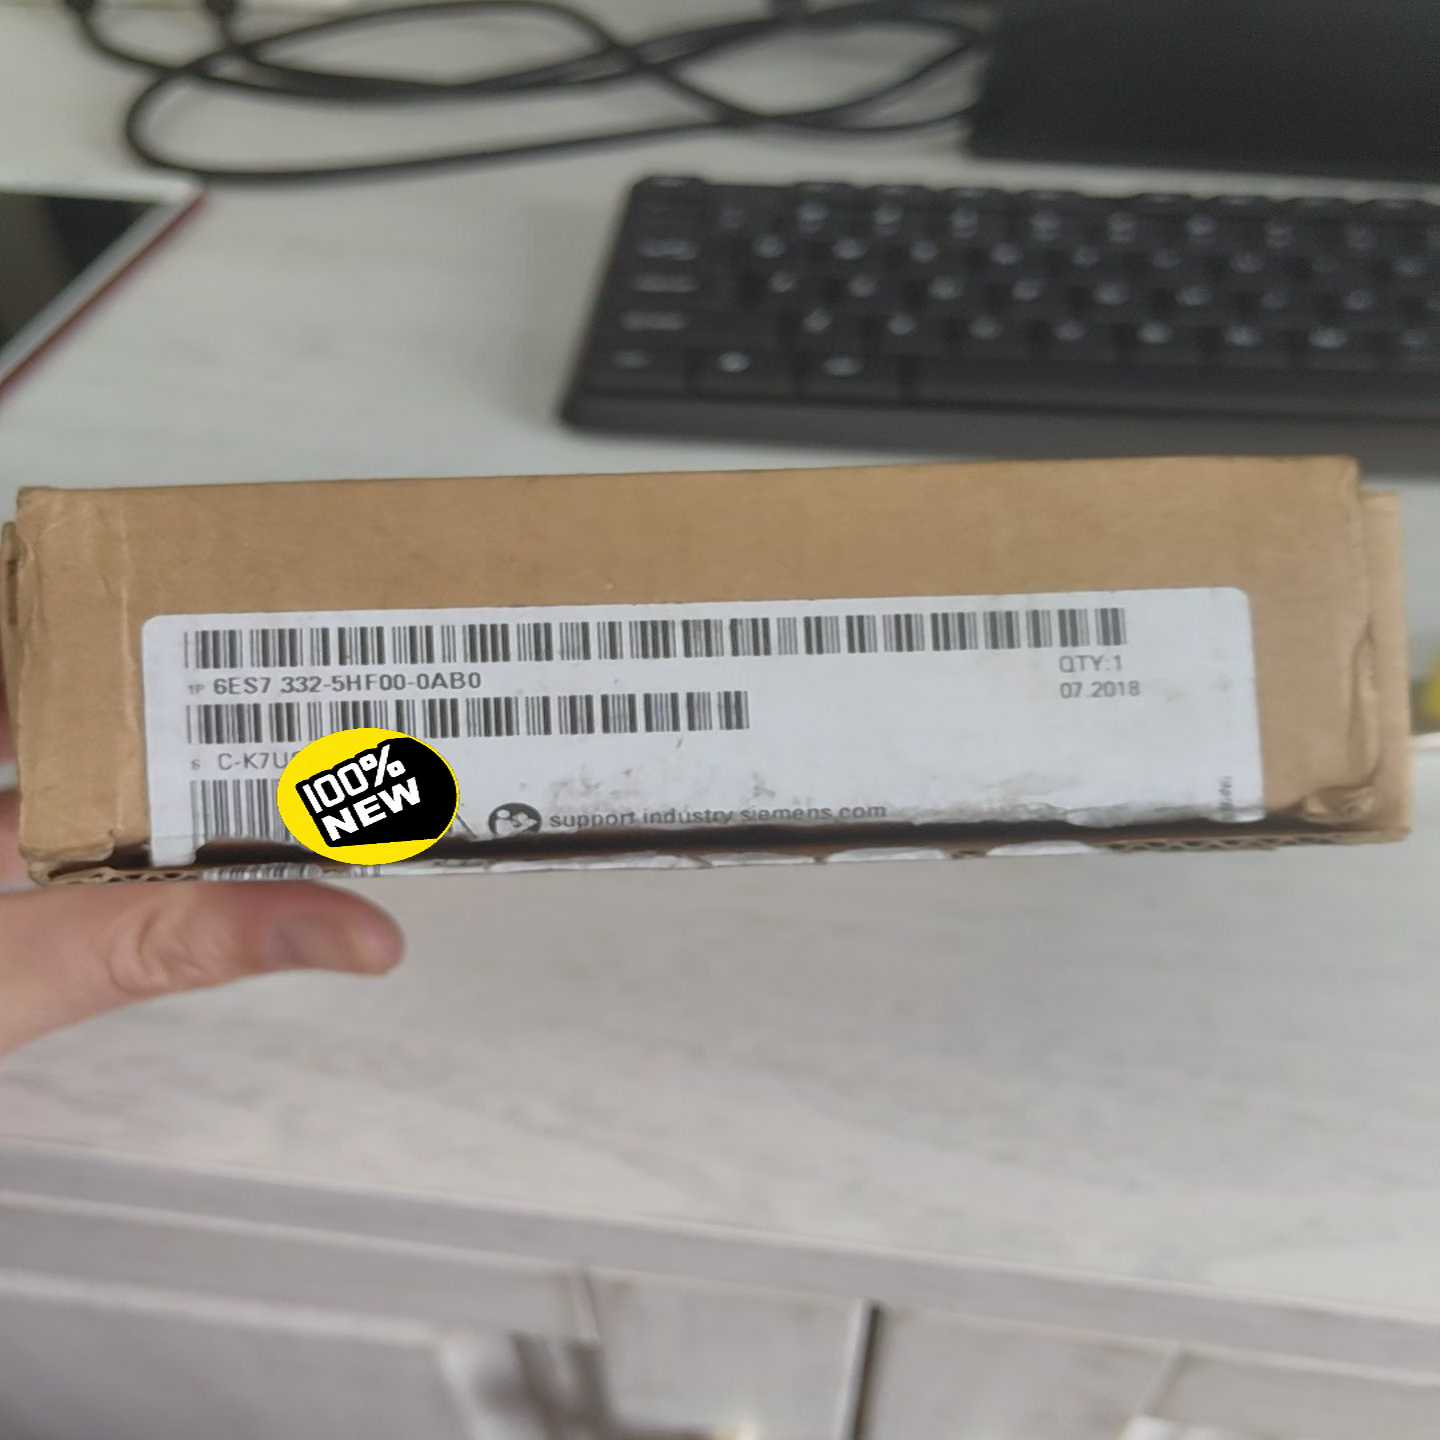 1P 6ES7 332-5HF00-0AB0
QTY:1
07.2018
S C-K7U
100%
NEW
support.industry.siemens.com